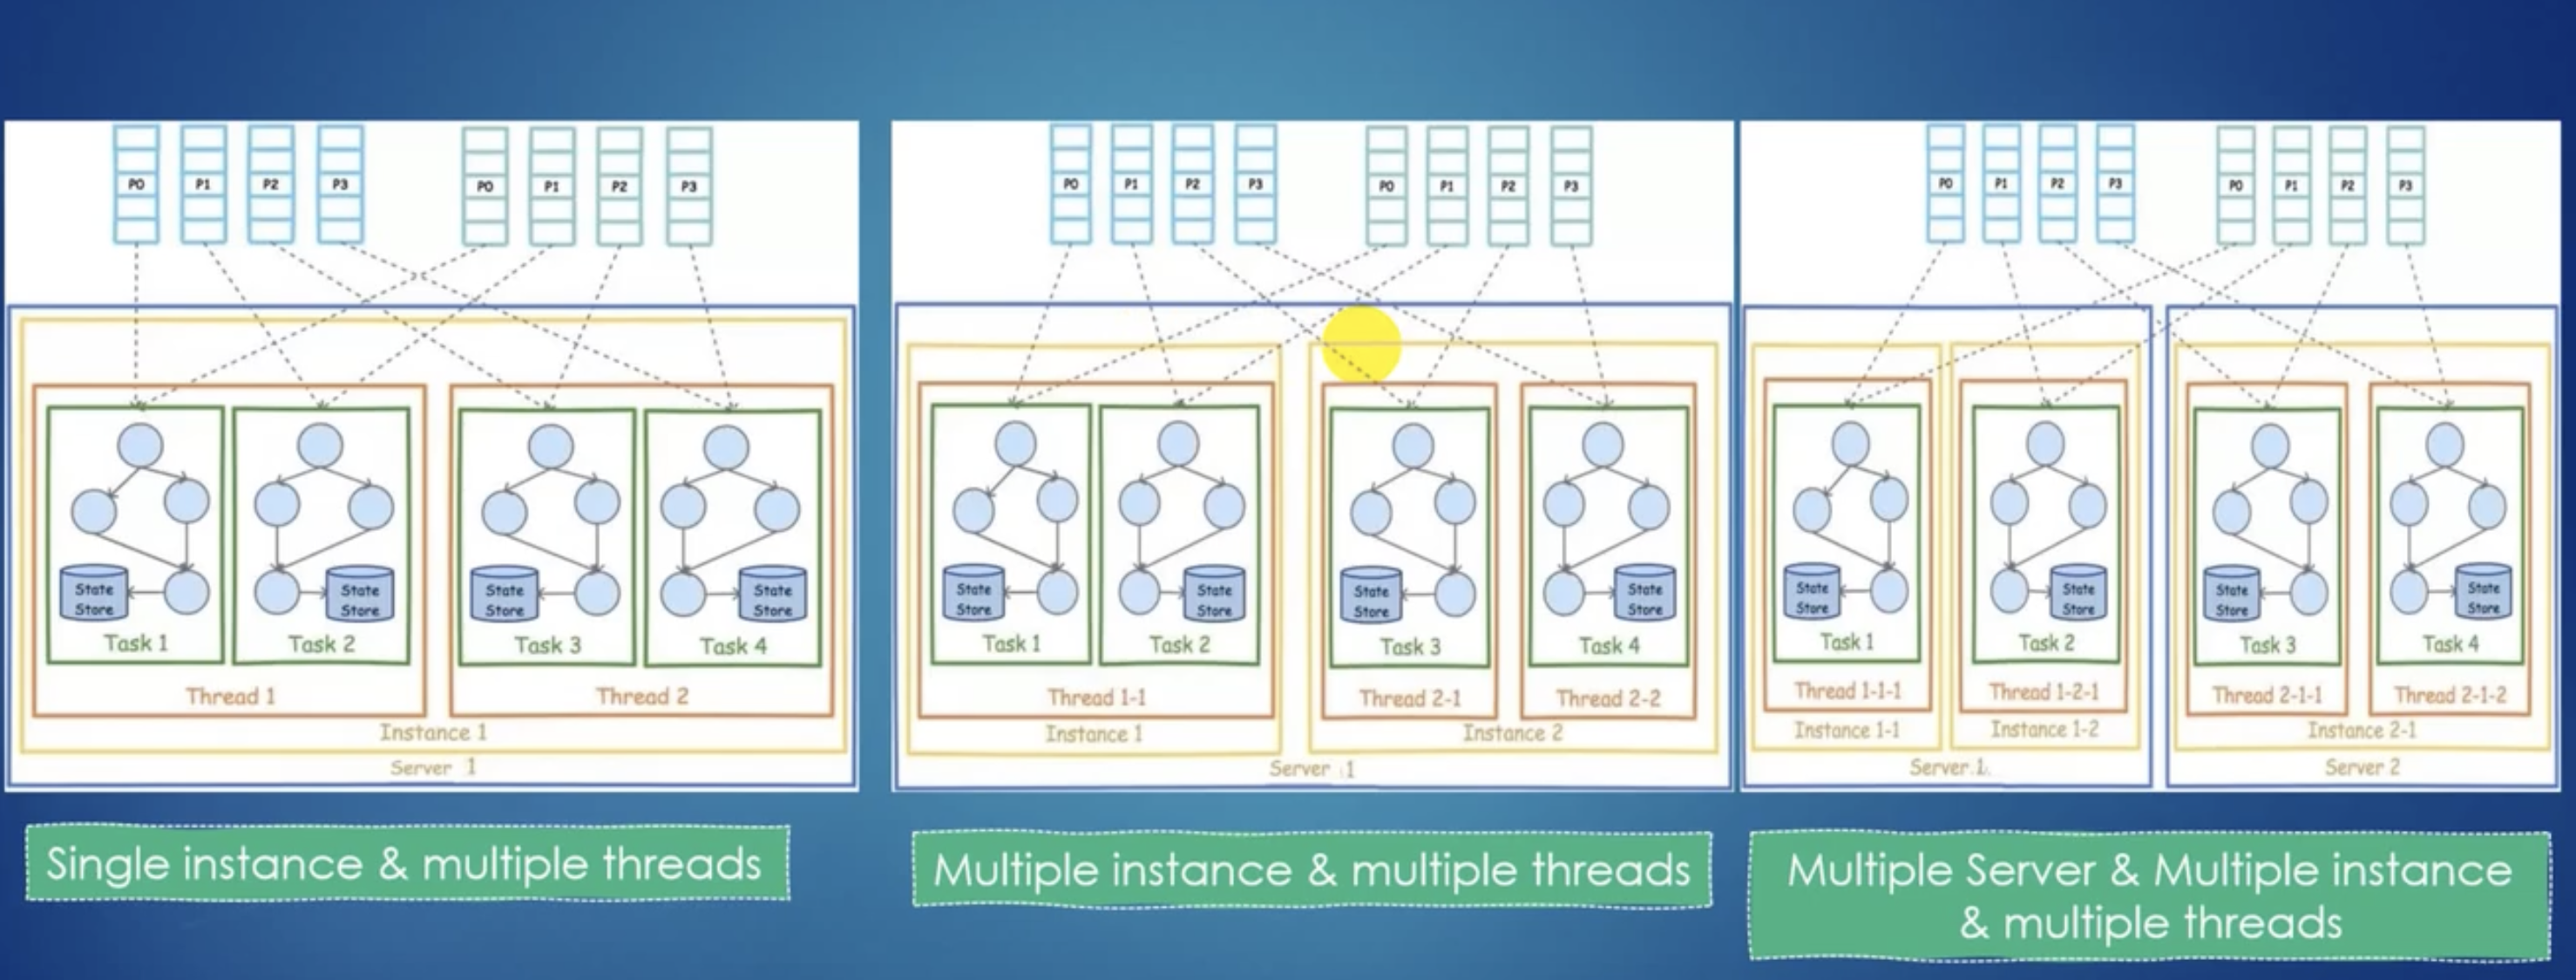 P0 P1 P2 P3 P0 P1 P2 P3
State Store
Task 1
State Store
Task 2
State Store
Task 3
State Store
Task 4
Thread 1
Thread 2
Instance 1
Server 1
Single instance & multiple threads
P0 P1 P2 P3 P0 P1 P2 P3
State Store
Task 1
State Store
Task 2
State Store
Task 3
State Store
Task 4
Thread 1-1
Thread 2-1
Thread 2-2
Instance 1
Instance 2
Server 1
Multiple instance & multiple threads
P0 P1 P2 P3 P0 P1 P2 P3
State Store
Task 1
State Store
Task 2
State Store
Task 3
State Store
Task 4
Thread 1-1-1
Thread 1-2-1
Thread 2-1-1
Thread 2-1-2
Instance 1-1
Instance 1-2
Instance 2-1
Server 1
Server 2
Multiple Server & Multiple instance
& multiple threads